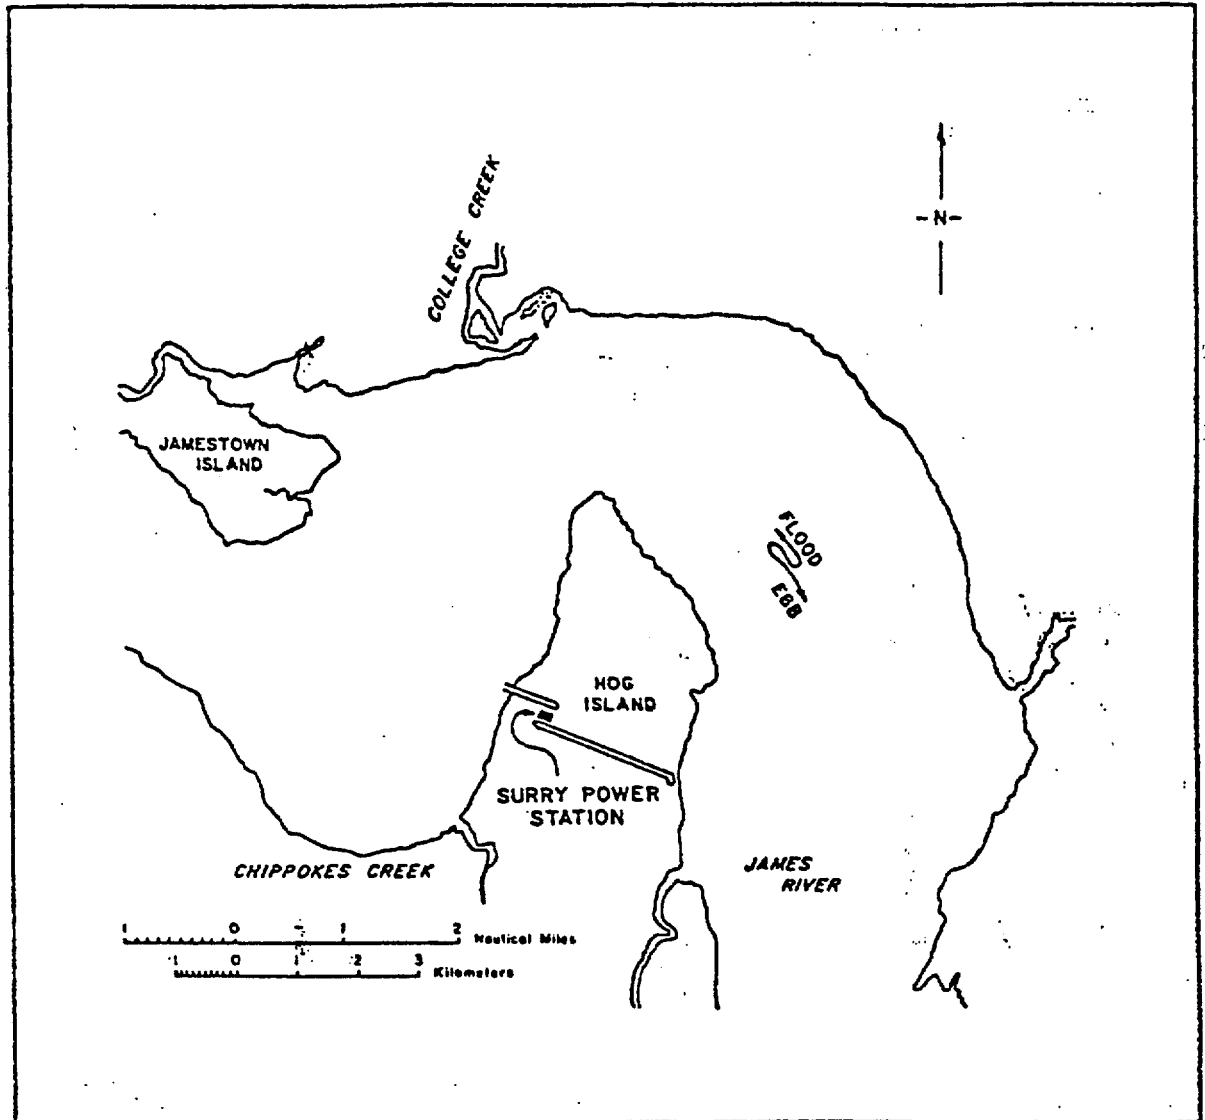 COLLEGE CREEK
-N-
JAMESTOWN
ISLAND
FLOOD
EBB
HOG
ISLAND
SURRY POWER
STATION
CHIPPOKES CREEK
JAMES
RIVER
1 0 1 2 Nautical Miles
1 0 1 2 3 Kilometers